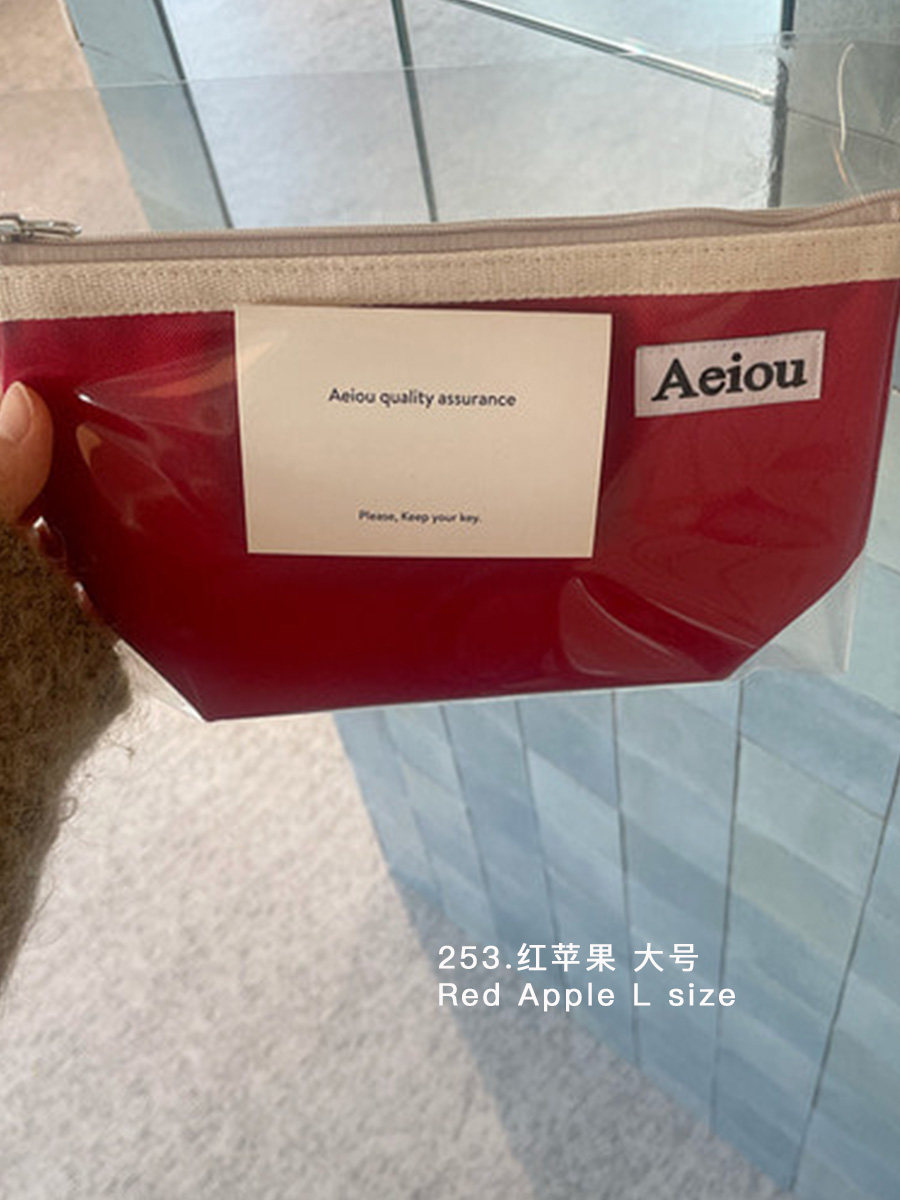 Aeiou
Aeiou quality assurance
Please, Keep your key.
253.红苹果 大号
Red Apple L size